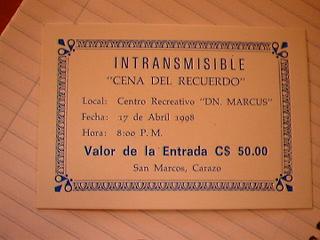 INTRANSMISIBLE
"CENA DEL RECUERDO"
Local: Centro Recreativo "DN. MARCUS"
Fecha: 17 de Abril 1998
Hora: 8:00 P. M.
Valor de la Entrada C$ 50.00
San Marcos, Carazo